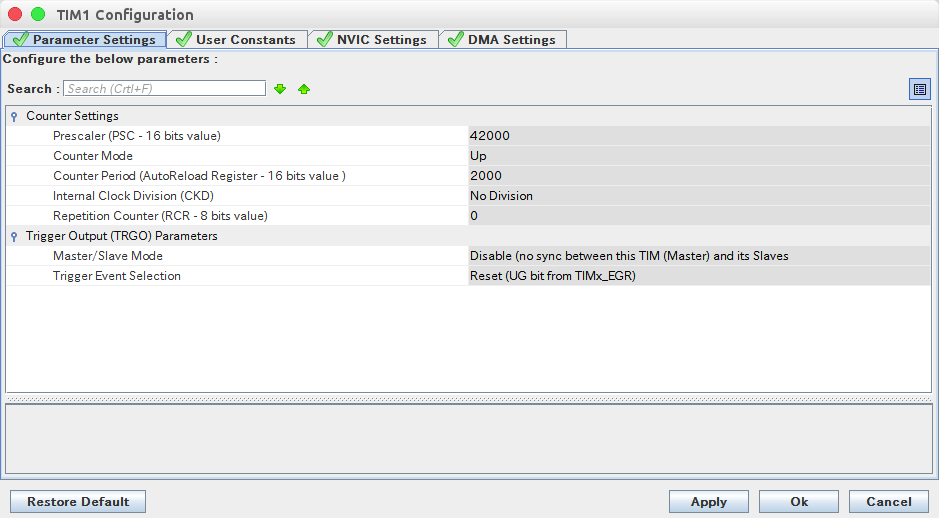 TIM1 Configuration
Parameter Settings User Constants NVIC Settings DMA Settings
Configure the below parameters :
Search : Search (Crtl+F)
Counter Settings
Prescaler (PSC - 16 bits value) 42000
Counter Mode Up
Counter Period (AutoReload Register - 16 bits value ) 2000
Internal Clock Division (CKD) No Division
Repetition Counter (RCR - 8 bits value) 0
Trigger Output (TRGO) Parameters
Master/Slave Mode Disable (no sync between this TIM (Master) and its Slaves
Trigger Event Selection Reset (UG bit from TIMx_EGR)
Restore Default Apply Ok Cancel